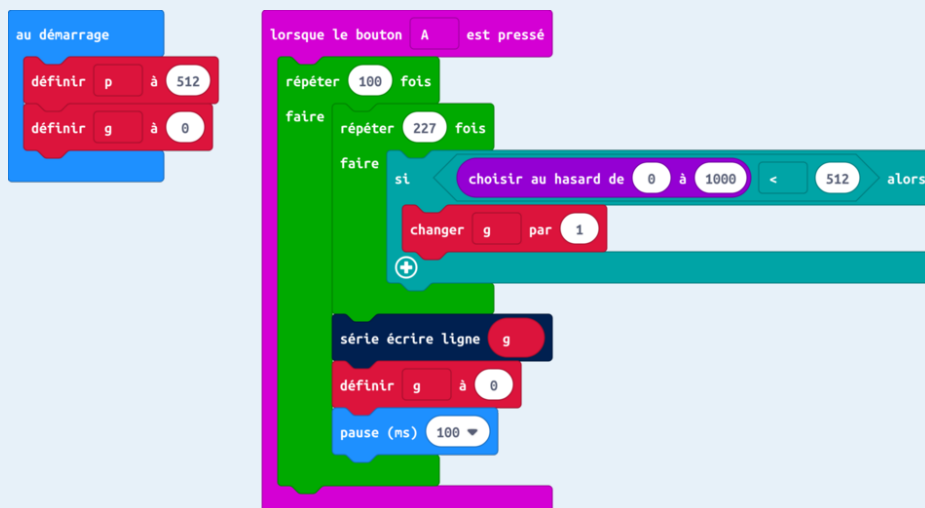 au démarrage
définir p à 512
définir g à 0
lorsque le bouton A est pressé
répéter 100 fois
faire
répéter 227 fois
faire
si choisir au hasard de 0 à 1000 < 512 alors
changer g par 1
série écrire ligne g
définir g à 0
pause (ms) 100